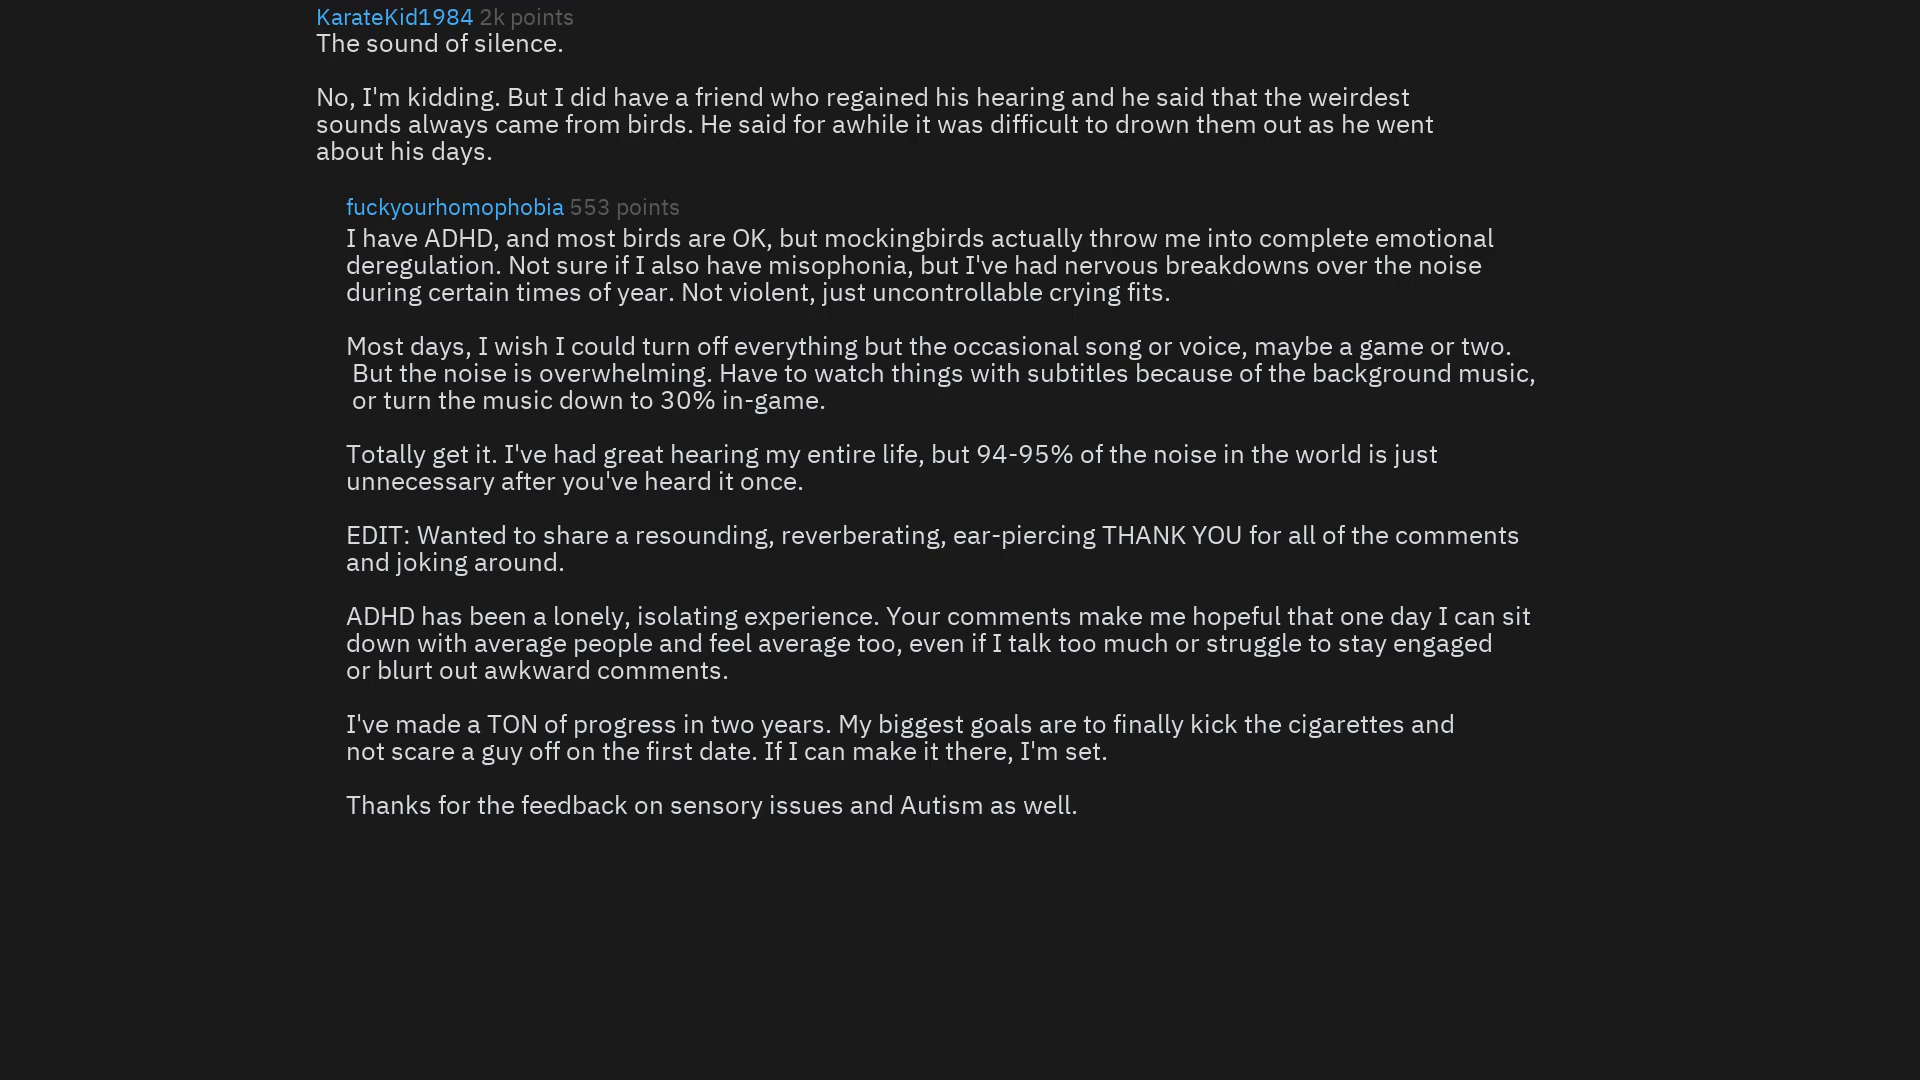 KarateKid1984 2k points
The sound of silence.
No, I'm kidding. But I did have a friend who regained his hearing and he said that the weirdest
sounds always came from birds. He said for awhile it was difficult to drown them out as he went
about his days.
fuckyourhomophobia 553 points
I have ADHD, and most birds are OK, but mockingbirds actually throw me into complete emotional
deregulation. Not sure if I also have misophonia, but I've had nervous breakdowns over the noise
during certain times of year. Not violent, just uncontrollable crying fits.
Most days, I wish I could turn off everything but the occasional song or voice, maybe a game or two.
But the noise is overwhelming. Have to watch things with subtitles because of the background music,
or turn the music down to 30% in-game.
Totally get it. I've had great hearing my entire life, but 94-95% of the noise in the world is just
unnecessary after you've heard it once.
EDIT: Wanted to share a resounding, reverberating, ear-piercing THANK YOU for all of the comments
and joking around.
ADHD has been a lonely, isolating experience. Your comments make me hopeful that one day I can sit
down with average people and feel average too, even if I talk too much or struggle to stay engaged
or blurt out awkward comments.
I've made a TON of progress in two years. My biggest goals are to finally kick the cigarettes and
not scare a guy off on the first date. If I can make it there, I'm set.
Thanks for the feedback on sensory issues and Autism as well.